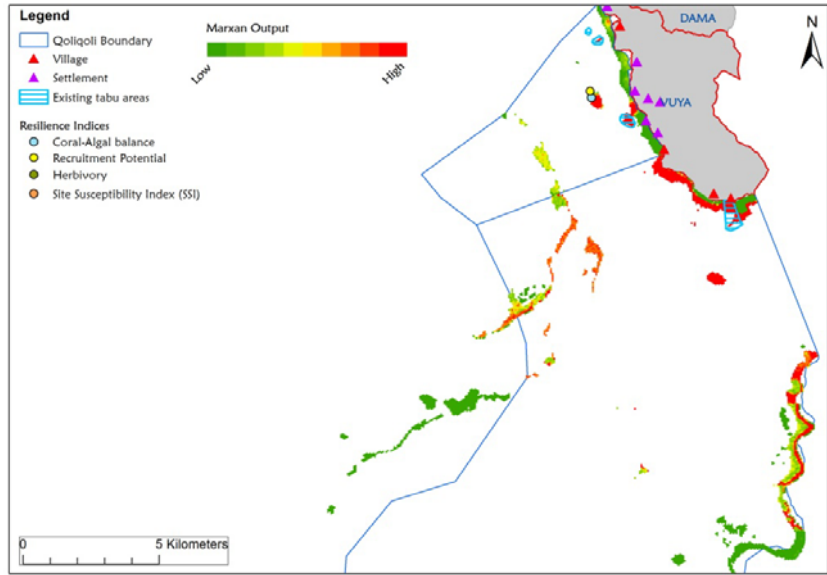 Legend
Qoliqoli Boundary
Village
Settlement
Existing tabu areas
Resilience Indices
Coral-Algal balance
Recruitment Potential
Herbivory
Site Susceptibility Index (SSI)
Marxan Output
Low
High
DAMA
N
VUYA
0
5 Kilometers